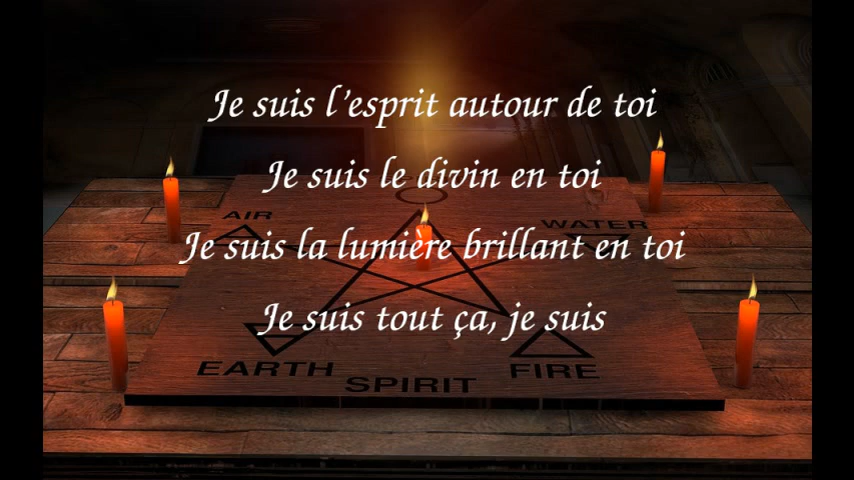 Je suis l'esprit autour de toi
Je suis le divin en toi
AIR
WATER
Je suis la lumière brillant en toi
Je suis tout ça, je suis
EARTH
SPIRIT
FIRE